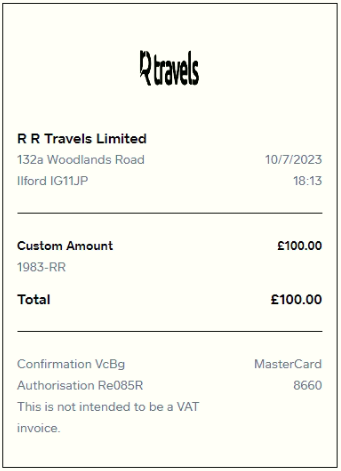 R travels
R R Travels Limited
132a Woodlands Road 10/7/2023
Ilford IG11JP 18:13
Custom Amount £100.00
1983-RR
Total £100.00
Confirmation VcBg MasterCard
Authorisation Re085R 8660
This is not intended to be a VAT
invoice.